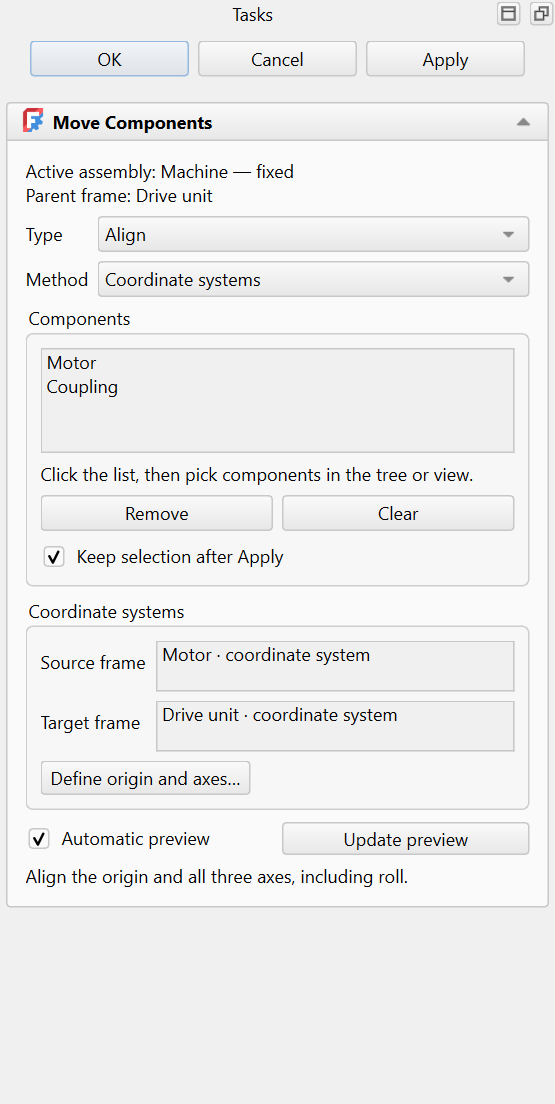 Tasks
OK
Cancel
Apply
Move Components
Active assembly: Machine — fixed
Parent frame: Drive unit
Type
Align
Method
Coordinate systems
Components
Motor
Coupling
Click the list, then pick components in the tree or view.
Remove
Clear
Keep selection after Apply
Coordinate systems
Source frame
Motor · coordinate system
Target frame
Drive unit · coordinate system
Define origin and axes...
Automatic preview
Update preview
Align the origin and all three axes, including roll.